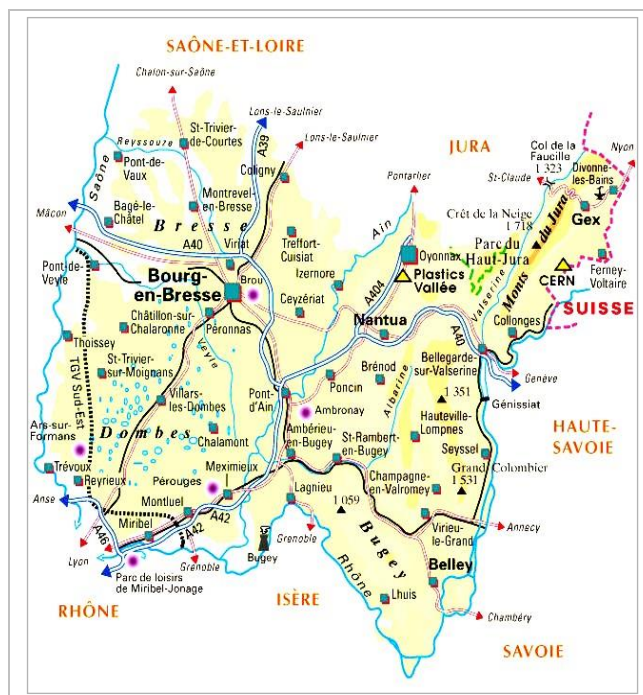 SAÔNE-ET-LOIRE
Chalon-sur-Saône
Lons-le-Saulnier
St-Trivier-
de-Courtes
Reyssouze
A39
Lons-le-Saulnier
JURA
Col de la
Faucille
1 323
Nyon
Pont-de-
Vaux
Saône
Coligny
Pontarlier
St-Claude
Divonne-
les-Bains
Bagé-le-
Châtel
Montrevel-
en-Bresse
Crêt de la Neige
1 718
Gex
Mâcon
Bresse
A40
Viriat
Treffort-
Cuisiat
Ain
Oyonnax
Parc du
Haut-Jura
Monts
du Jura
Pont-de-
Veyle
Bourg-
en-Bresse
Brou
Izernore
A404
Plastics
Vallée
Valserine
CERN
Ferney-
Voltaire
Ceyzériat
SUISSE
Châtillon-sur-
Chalaronne
Péronnas
Nantua
Collonges
Thoissey
Veyle
A40
TGV Sud-Est
St-Trivier-
sur-Moignans
Bellegarde-
sur-Valserine
Genève
Villars-
les-Dombes
Pont-
d'Ain
Poncin
Brénod
Albarine
1 351
Génissiat
Ars-sur-
Formans
Dombes
Ambronay
Hauteville-
Lompnes
HAUTE-
SAVOIE
Chalamont
Ambérieu-
en-Bugey
St-Rambert-
en-Bugey
Seyssel
Trévoux
Reyrieux
Pérouges
Meximieux
Grand Colombier
1 531
Anse
Montluel
Lagnieu
Champagne-
en-Valromey
A46
Miribel
A42
A42
1 059
Virieu-
le-Grand
Annecy
Lyon
Grenoble
Bugey
Grenoble
Bugey
Parc de loisirs
de Miribel-Jonage
Rhône
Belley
RHÔNE
ISÈRE
Lhuis
Chambéry
SAVOIE